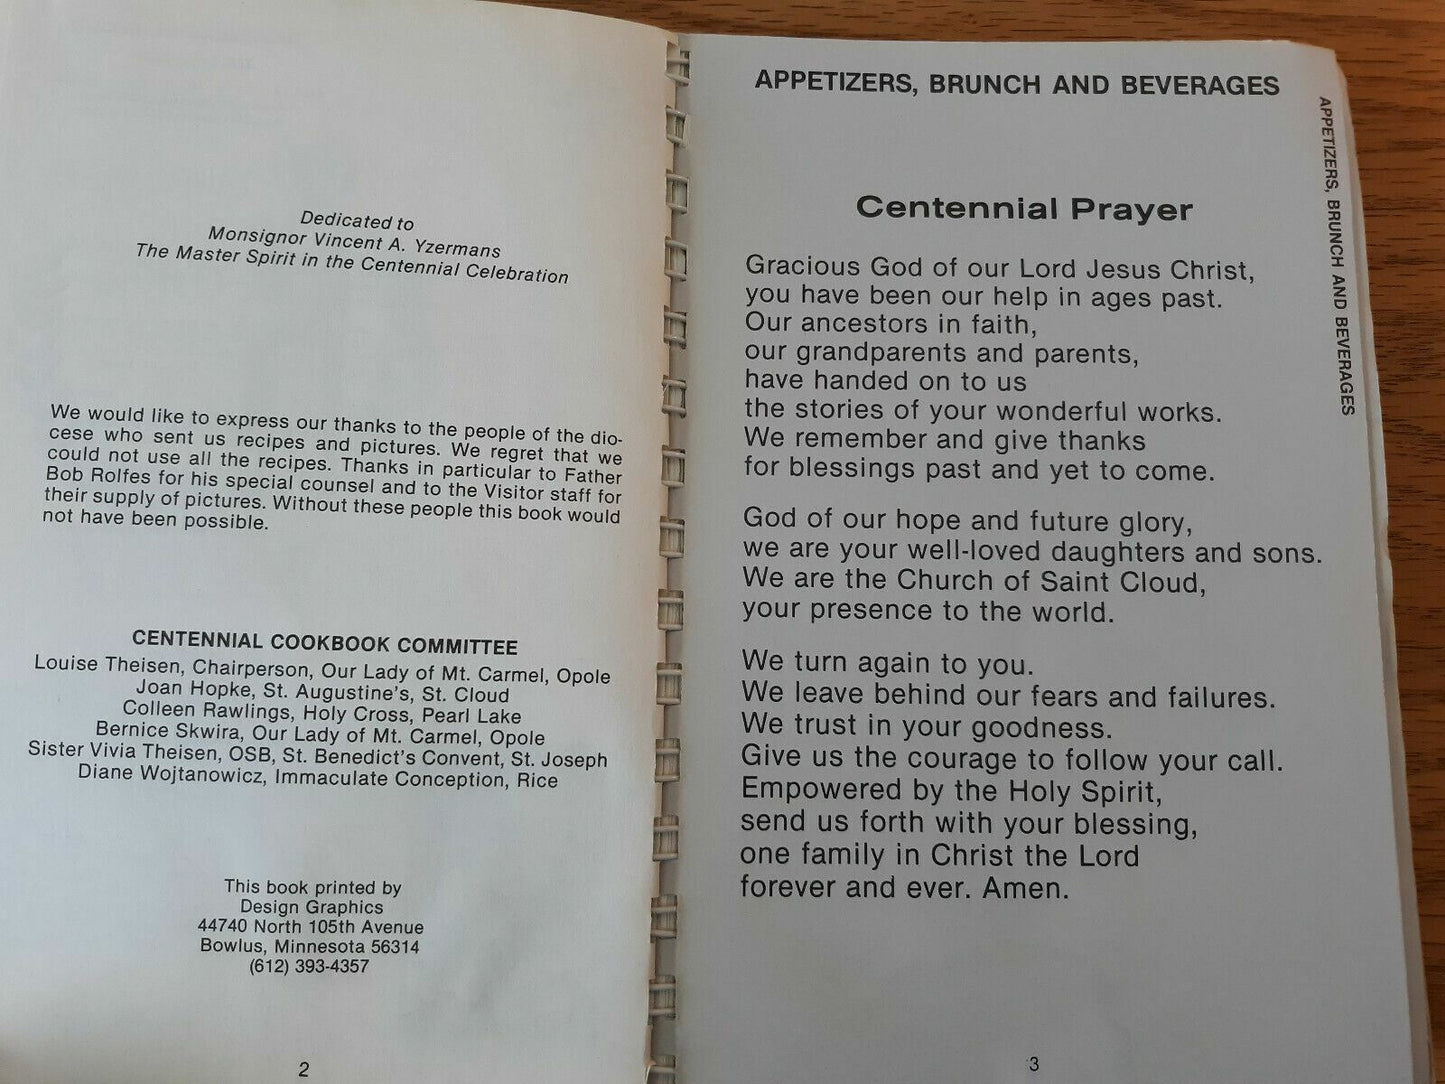 Dedicated to
Monsignor Vincent A. Yzermans
The Master Spirit in the Centennial Celebration
We would like to express our thanks to the people of the dio-
cese who sent us recipes and pictures. We regret that we
could not use all the recipes. Thanks in particular to Father
Bob Rolfes for his special counsel and to the Visitor staff for
their supply of pictures. Without these people this book would
not have been possible.
CENTENNIAL COOKBOOK COMMITTEE
Louise Theisen, Chairperson, Our Lady of Mt. Carmel, Opole
Joan Hopke, St. Augustine's, St. Cloud
Colleen Rawlings, Holy Cross, Pearl Lake
Bernice Skwira, Our Lady of Mt. Carmel, Opole
Sister Vivia Theisen, OSB, St. Benedict's Convent, St. Joseph
Diane Wojtanowicz, Immaculate Conception, Rice
This book printed by
Design Graphics
44740 North 105th Avenue
Bowlus, Minnesota 56314
(612) 393-4357
2
APPETIZERS, BRUNCH AND BEVERAGES
Centennial Prayer
Gracious God of our Lord Jesus Christ,
you have been our help in ages past.
Our ancestors in faith,
our grandparents and parents,
have handed on to us
the stories of your wonderful works.
We remember and give thanks
for blessings past and yet to come.
God of our hope and future glory,
we are your well-loved daughters and sons.
We are the Church of Saint Cloud,
your presence to the world.
We turn again to you.
We leave behind our fears and failures.
We trust in your goodness.
Give us the courage to follow your call.
Empowered by the Holy Spirit,
send us forth with your blessing,
one family in Christ the Lord
forever and ever. Amen.
3
APPETIZERS, BRUNCH AND BEVERAGES